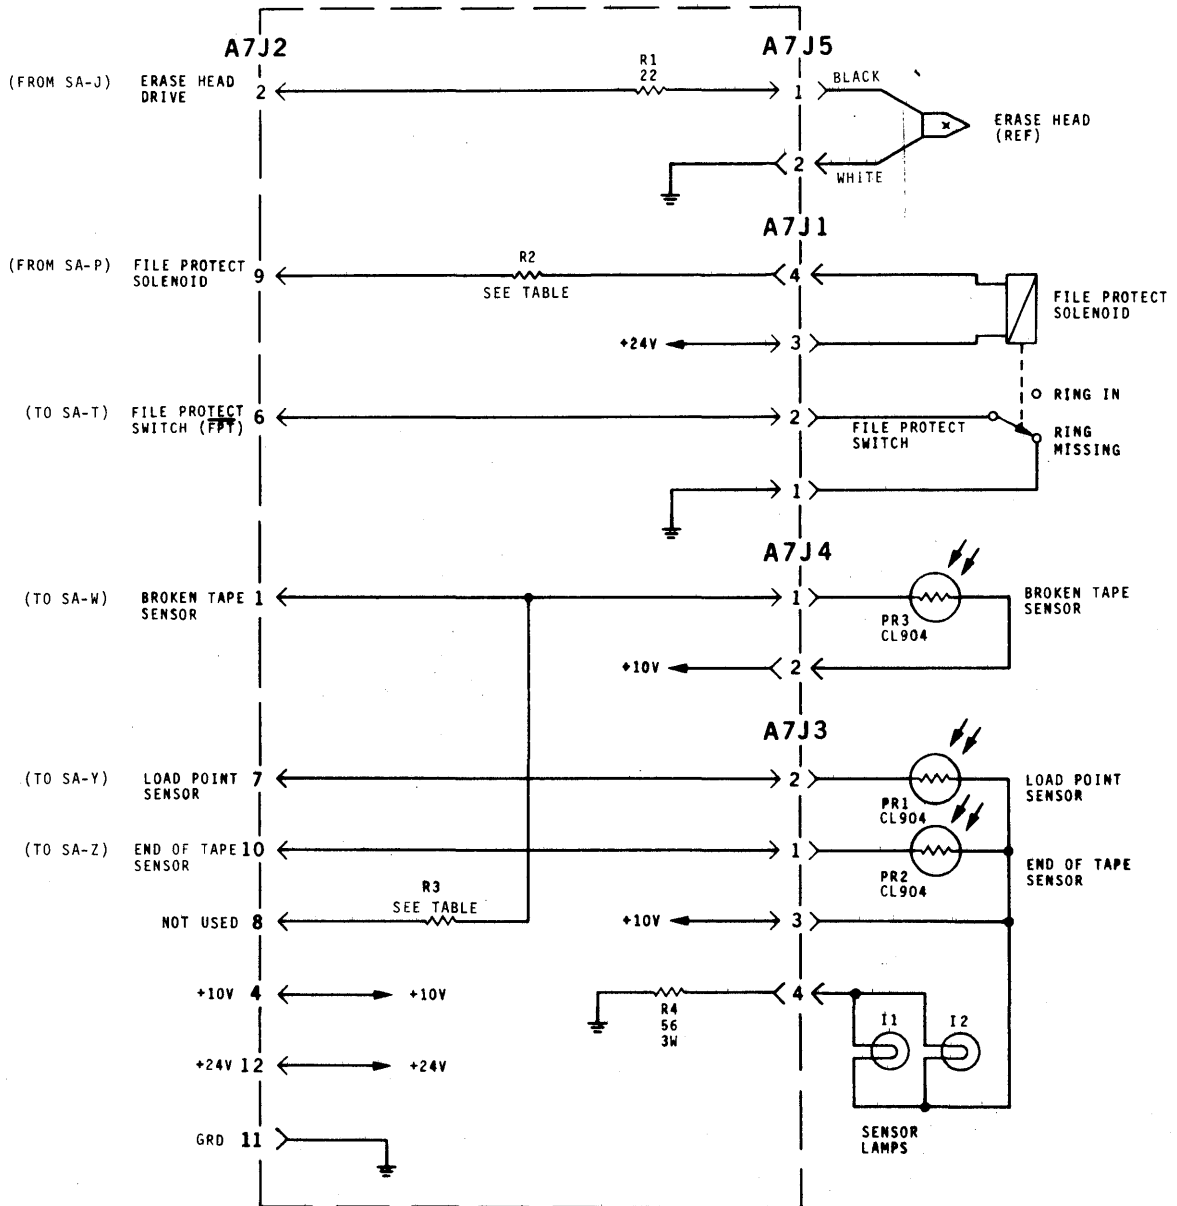 A7J2
A7J5
(FROM SA-J) ERASE HEAD DRIVE 2
R1
22
1
BLACK
ERASE HEAD
(REF)
2
WHITE
A7J1
(FROM SA-P) FILE PROTECT SOLENOID 9
R2
SEE TABLE
4
FILE PROTECT
SOLENOID
+24V
3
RING IN
(TO SA-T) FILE PROTECT SWITCH (FPT) 6
2
FILE PROTECT
SWITCH
RING
MISSING
1
A7J4
(TO SA-W) BROKEN TAPE SENSOR 1
1
PR3
CL904
BROKEN TAPE
SENSOR
+10V
2
A7J3
(TO SA-Y) LOAD POINT SENSOR 7
2
PR1
CL904
LOAD POINT
SENSOR
(TO SA-Z) END OF TAPE SENSOR 10
1
PR2
CL904
END OF TAPE
SENSOR
R3
SEE TABLE
NOT USED 8
+10V
3
+10V 4
+10V
R4
56
3W
4
I1
I2
+24V 12
+24V
GRD 11
SENSOR
LAMPS